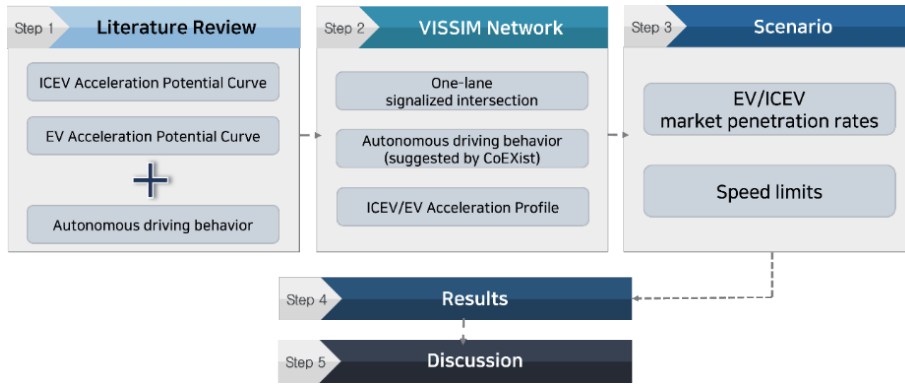 Step 1
Literature Review
ICEV Acceleration Potential Curve
EV Acceleration Potential Curve
+
Autonomous driving behavior
Step 2
VISSIM Network
One-lane
signalized intersection
Autonomous driving behavior
(suggested by CoEXist)
ICEV/EV Acceleration Profile
Step 3
Scenario
EV/ICEV
market penetration rates
Speed limits
Step 4
Results
Step 5
Discussion